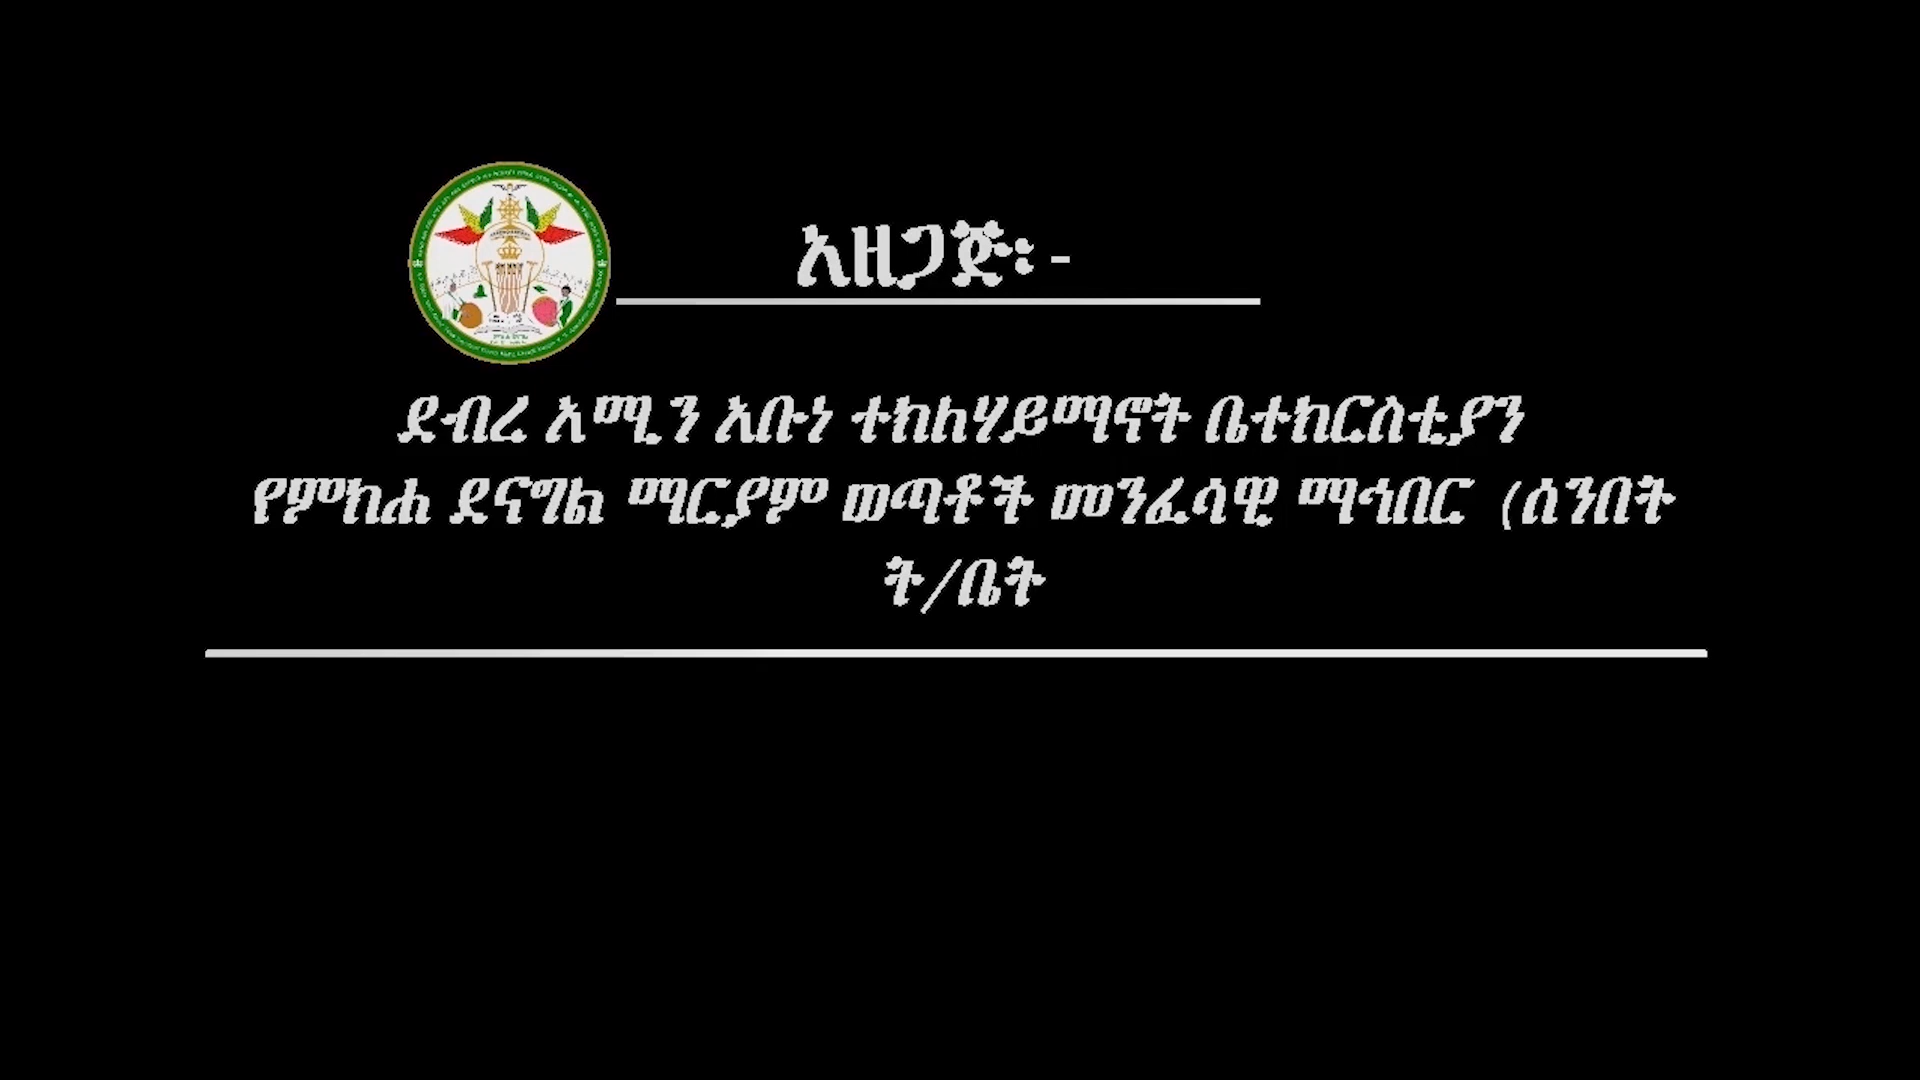 አዘጋጅ፡-
ደብረ አሚን አቡነ ተክለሃይማኖት ቤተክርስቲያን
የምክሐ ደናግል ማርያም ወጣቶች መንፈሳዊ ማኅበር (ሰንበት
ት/ቤት